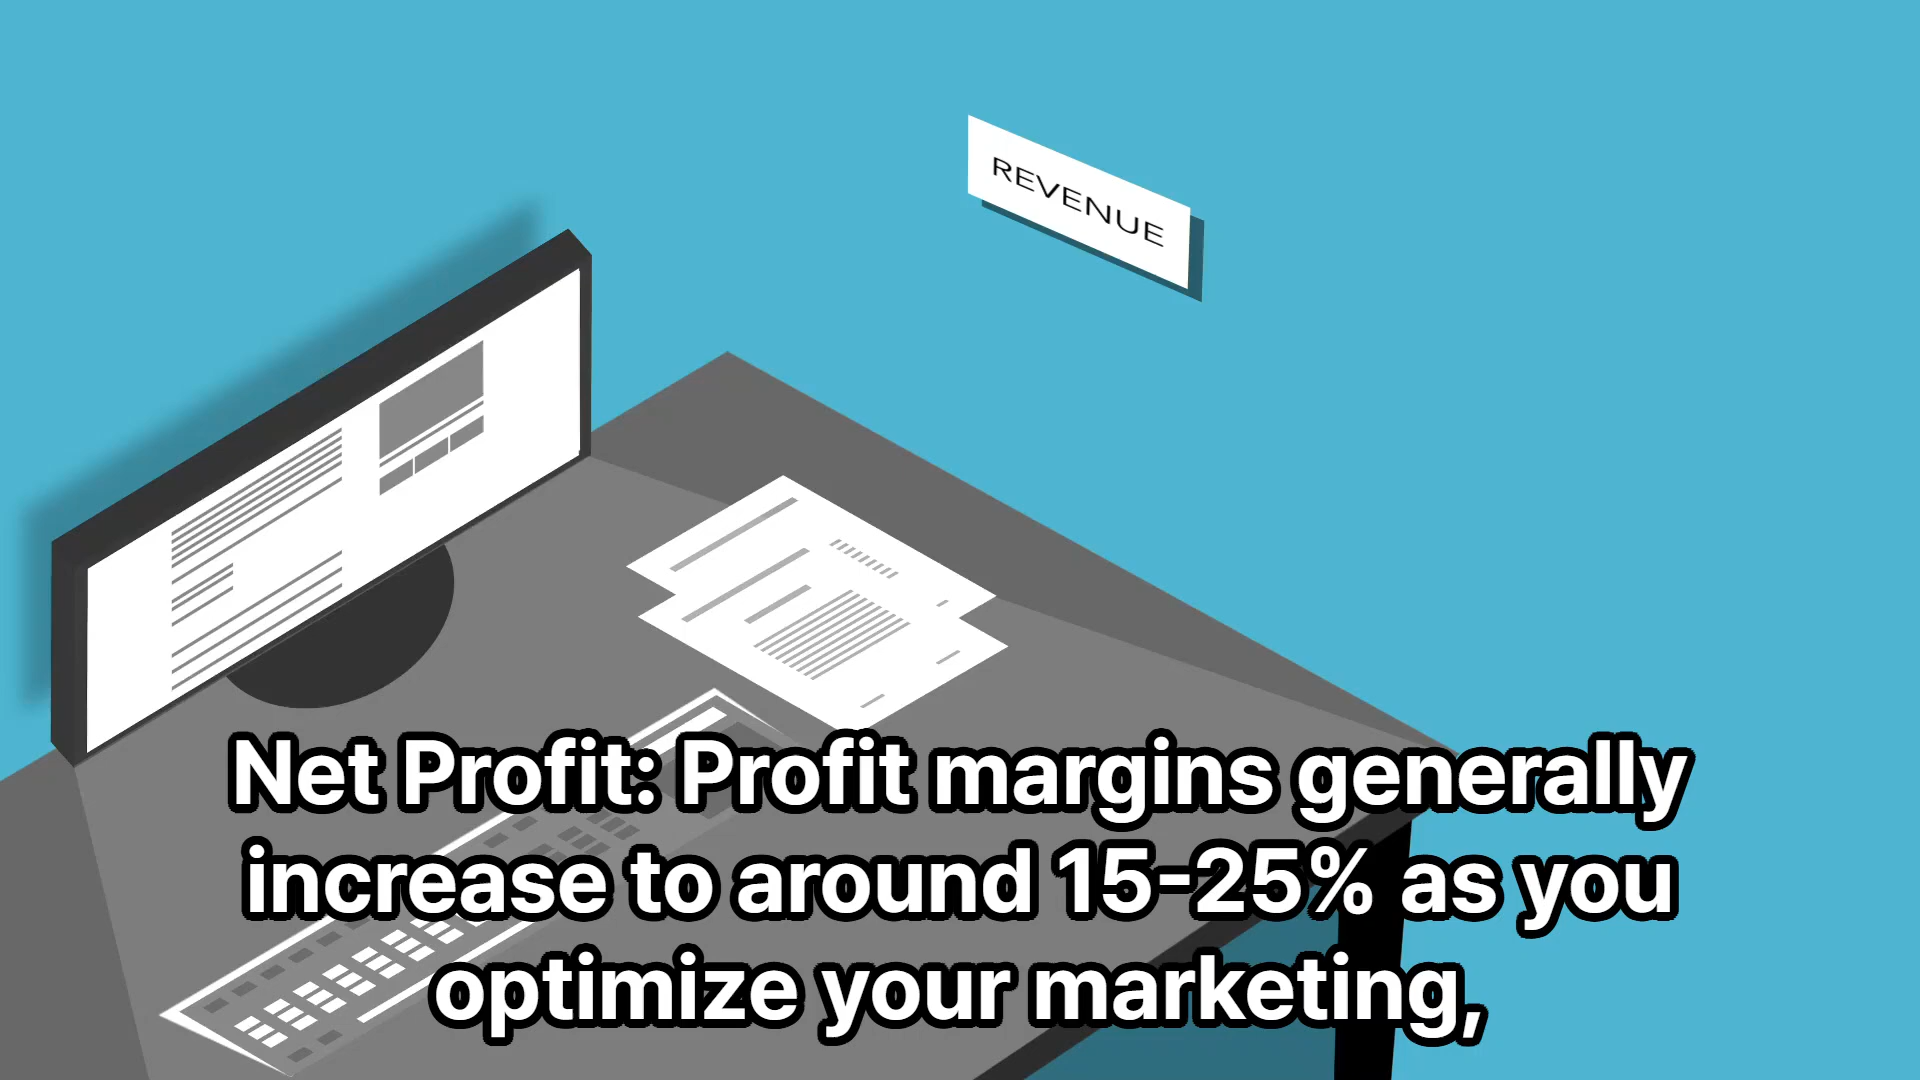 REVENUE
Net Profit: Profit margins generally
increase to around 15-25% as you
optimize your marketing,